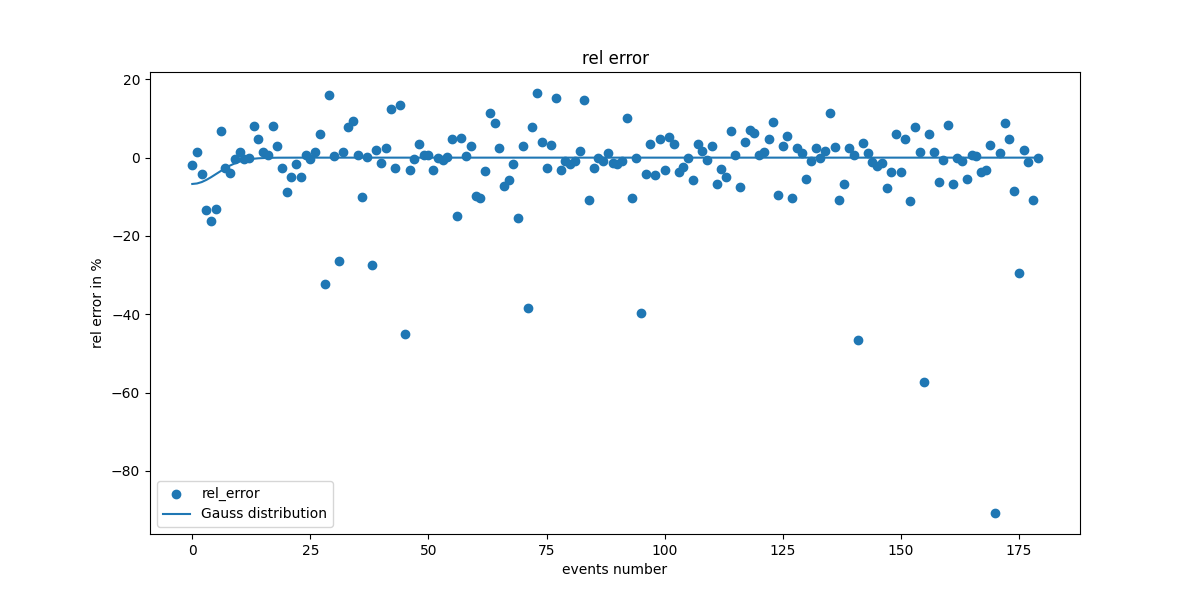 rel error
20
0
−20
−40
−60
−80
rel error in %
rel_error
Gauss distribution
0
25
50
75
100
125
150
175
events number